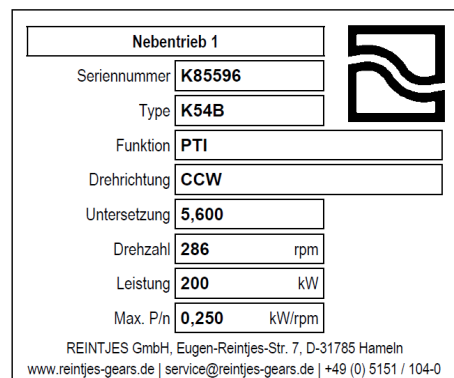 Nebentrieb 1
Seriennummer K85596
Type K54B
Funktion PTI
Drehrichtung CCW
Untersetzung 5,600
Drehzahl 286 rpm
Leistung 200 kW
Max. P/n 0,250 kW/rpm
REINTJES GmbH, Eugen-Reintjes-Str. 7, D-31785 Hameln
www.reintjes-gears.de | service@reintjes-gears.de | +49 (0) 5151 / 104-0